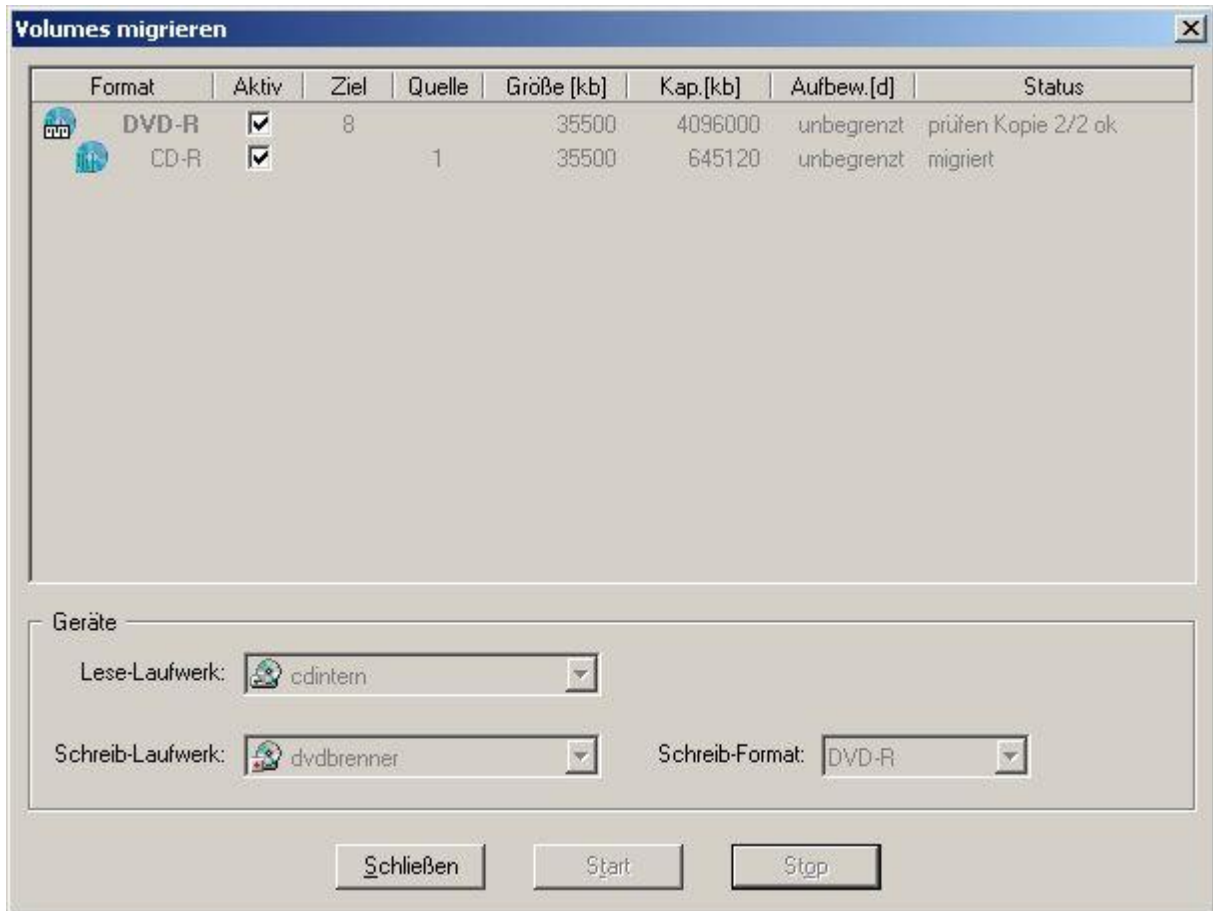 Volumes migrieren
Format Aktiv Ziel Quelle Größe [kb] Kap.[kb] Aufbew.[d] Status
DVD-R 8 35500 4096000 unbegrenzt prüfen Kopie 2/2 ok
CD-R 1 35500 645120 unbegrenzt migriert
Geräte
Lese-Laufwerk: cdintern
Schreib-Laufwerk: dvdbrenner Schreib-Format: DVD-R
Schließen Start Stop